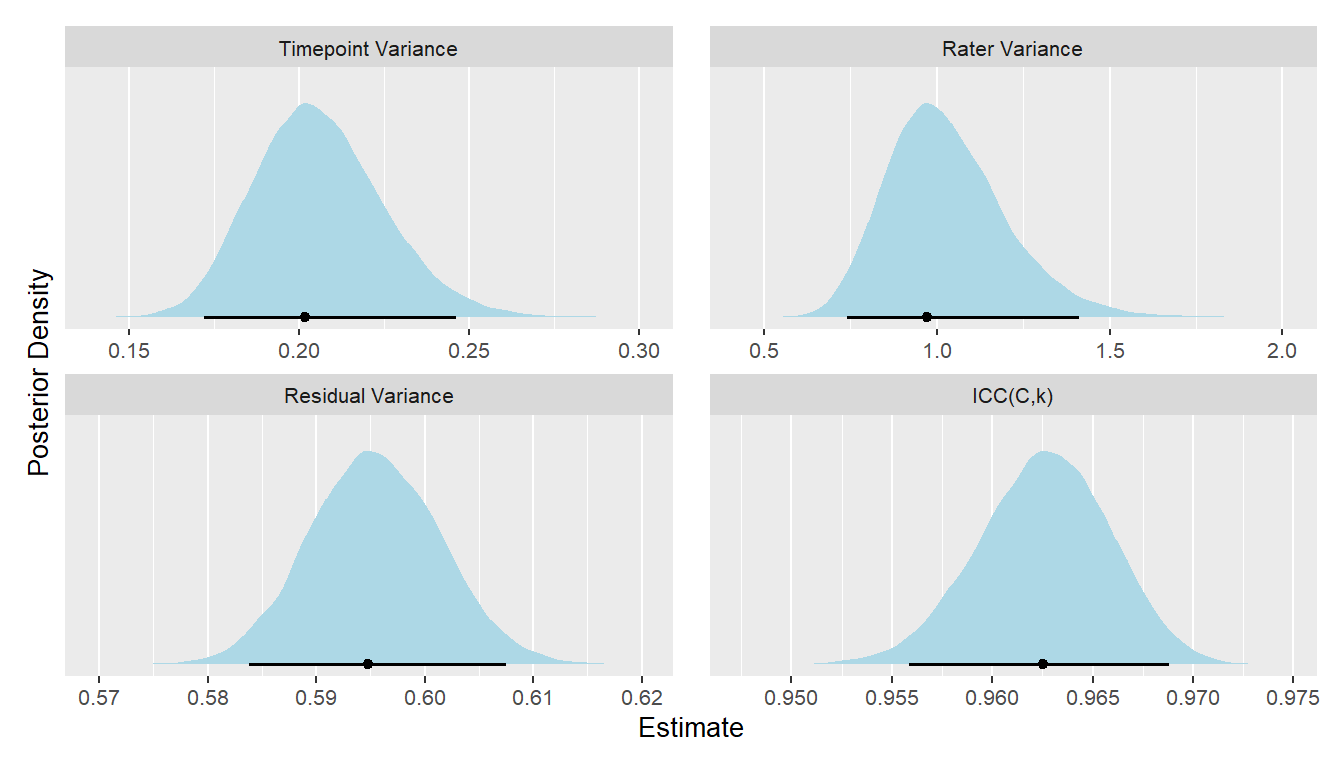 Timepoint Variance
Rater Variance
0.15 0.20 0.25 0.30
0.5 1.0 1.5 2.0
Posterior Density
Residual Variance
ICC(C,k)
0.57 0.58 0.59 0.60 0.61 0.62
0.950 0.955 0.960 0.965 0.970 0.975
Estimate